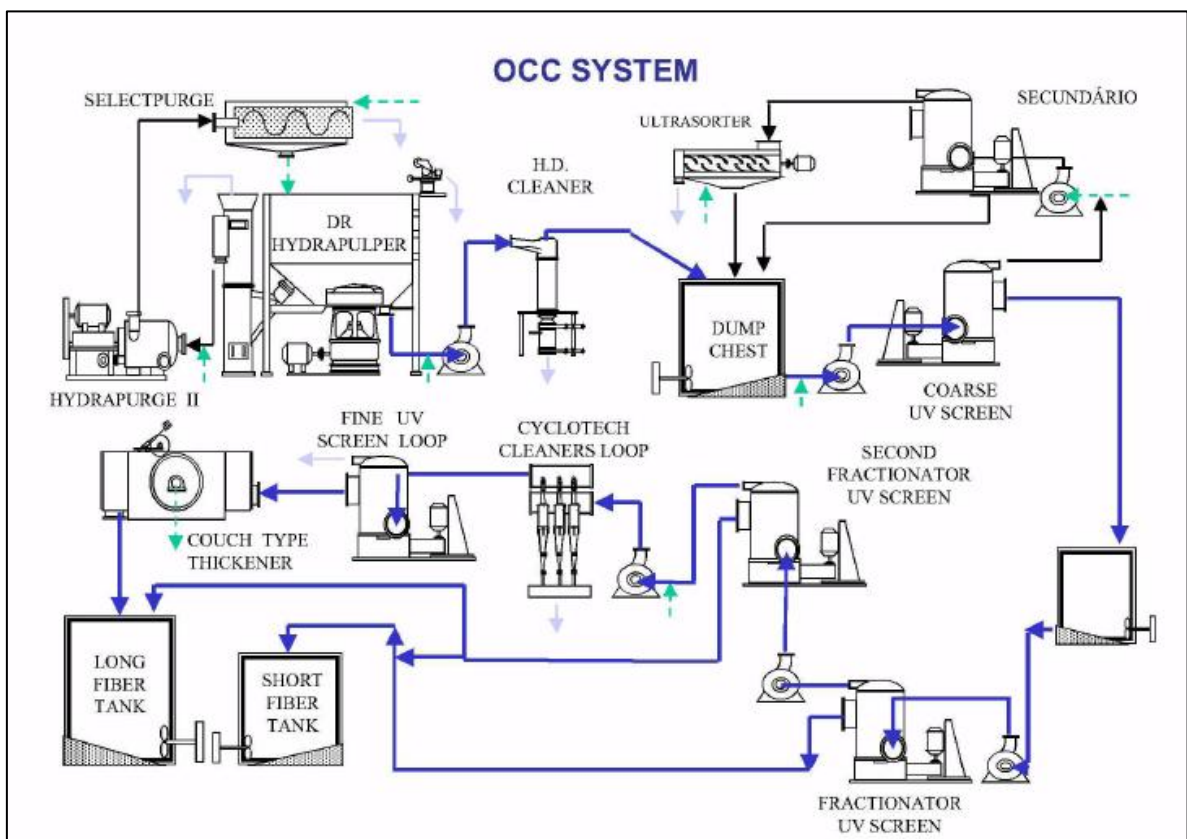 OCC SYSTEM
SELECTPURGE
ULTRASORTER
SECUNDÁRIO
H.D.
CLEANER
DR
HYDRAPULPER
DUMP
CHEST
HYDRAPURGE II
COARSE
UV SCREEN
FINE UV
SCREEN LOOP
CYCLOTECH
CLEANERS LOOP
SECOND
FRACTIONATOR
UV SCREEN
COUCH TYPE
THICKENER
LONG
FIBER
TANK
SHORT
FIBER
TANK
FRACTIONATOR
UV SCREEN